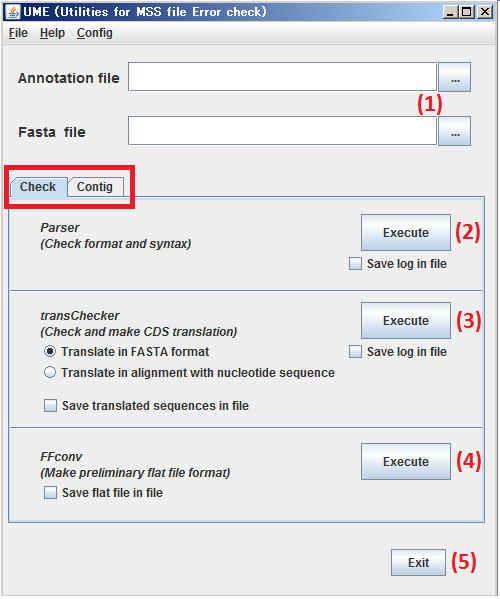 UME (Utilities for MSS file Error check)
File Help Config
Annotation file
...
(1)
Fasta file
...
Check Contig
Parser
(Check format and syntax)
Execute
(2)
Save log in file
transChecker
(Check and make CDS translation)
Execute
(3)
Translate in FASTA format
Save log in file
Translate in alignment with nucleotide sequence
Save translated sequences in file
FFconv
(Make preliminary flat file format)
Execute
(4)
Save flat file in file
Exit
(5)